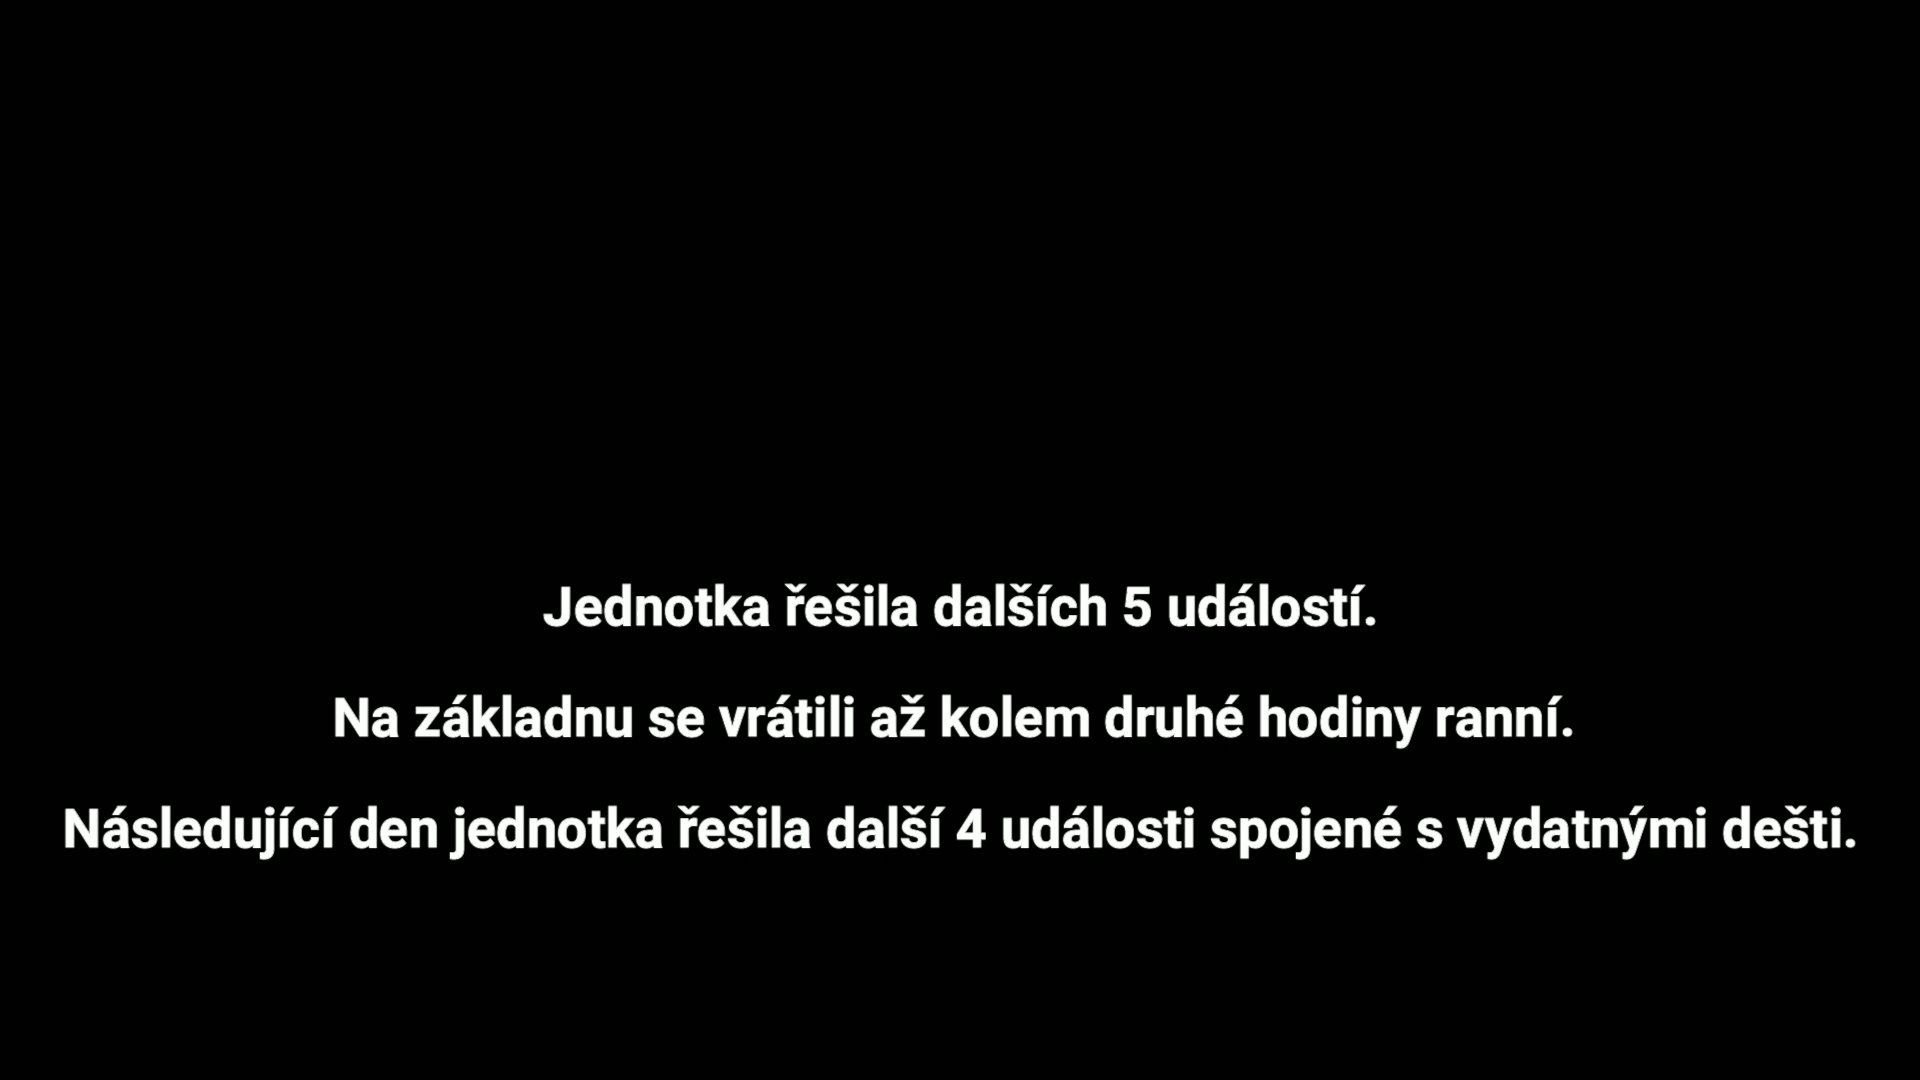 Jednotka řešila dalších 5 událostí.
Na základnu se vrátili až kolem druhé hodiny ranní.
Následující den jednotka řešila další 4 události spojené s vydatnými dešti.